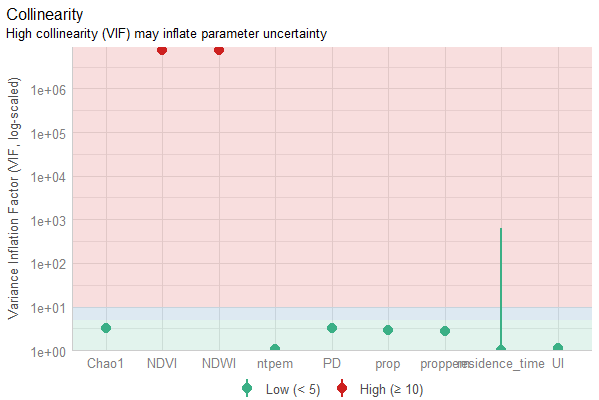 Collinearity
High collinearity (VIF) may inflate parameter uncertainty
Variance Inflation Factor (VIF, log-scaled)
1e+06
1e+05
1e+04
1e+03
1e+02
1e+01
1e+00
Chao1 NDVI NDWI ntpem PD prop proppem residence_time UI
Low (< 5) High (≥ 10)